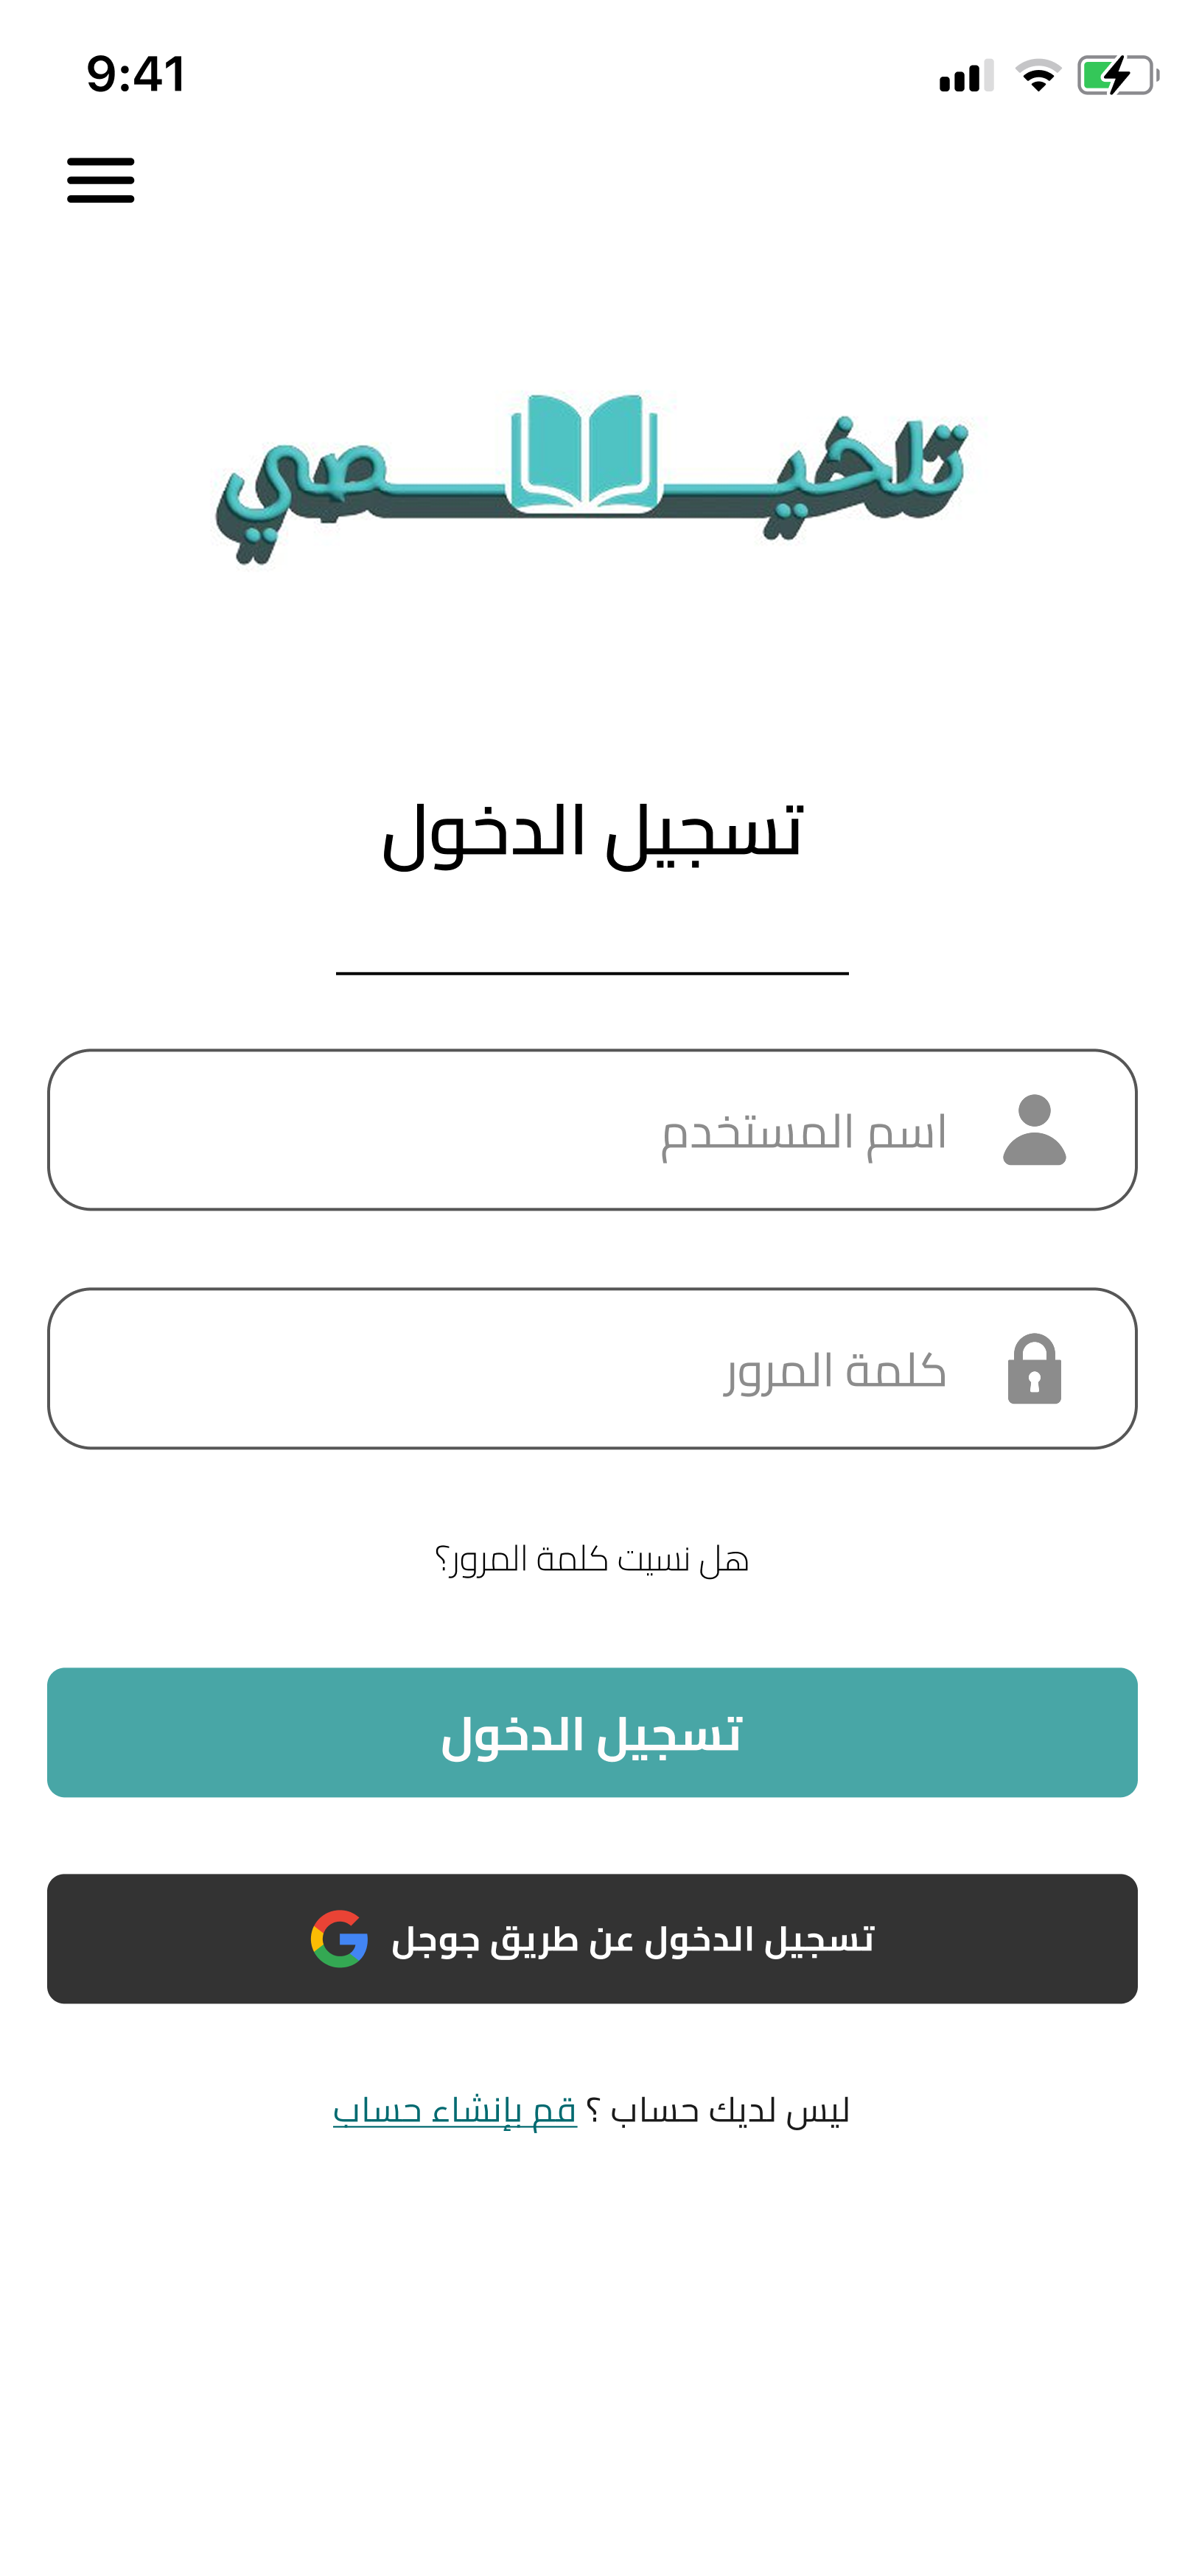 9:41
تلخيـصي
تسجيل الدخول
اسم المستخدم
كلمة المرور
هل نسيت كلمة المرور؟
تسجيل الدخول
تسجيل الدخول عن طريق جوجل
ليس لديك حساب ؟ قم بإنشاء حساب